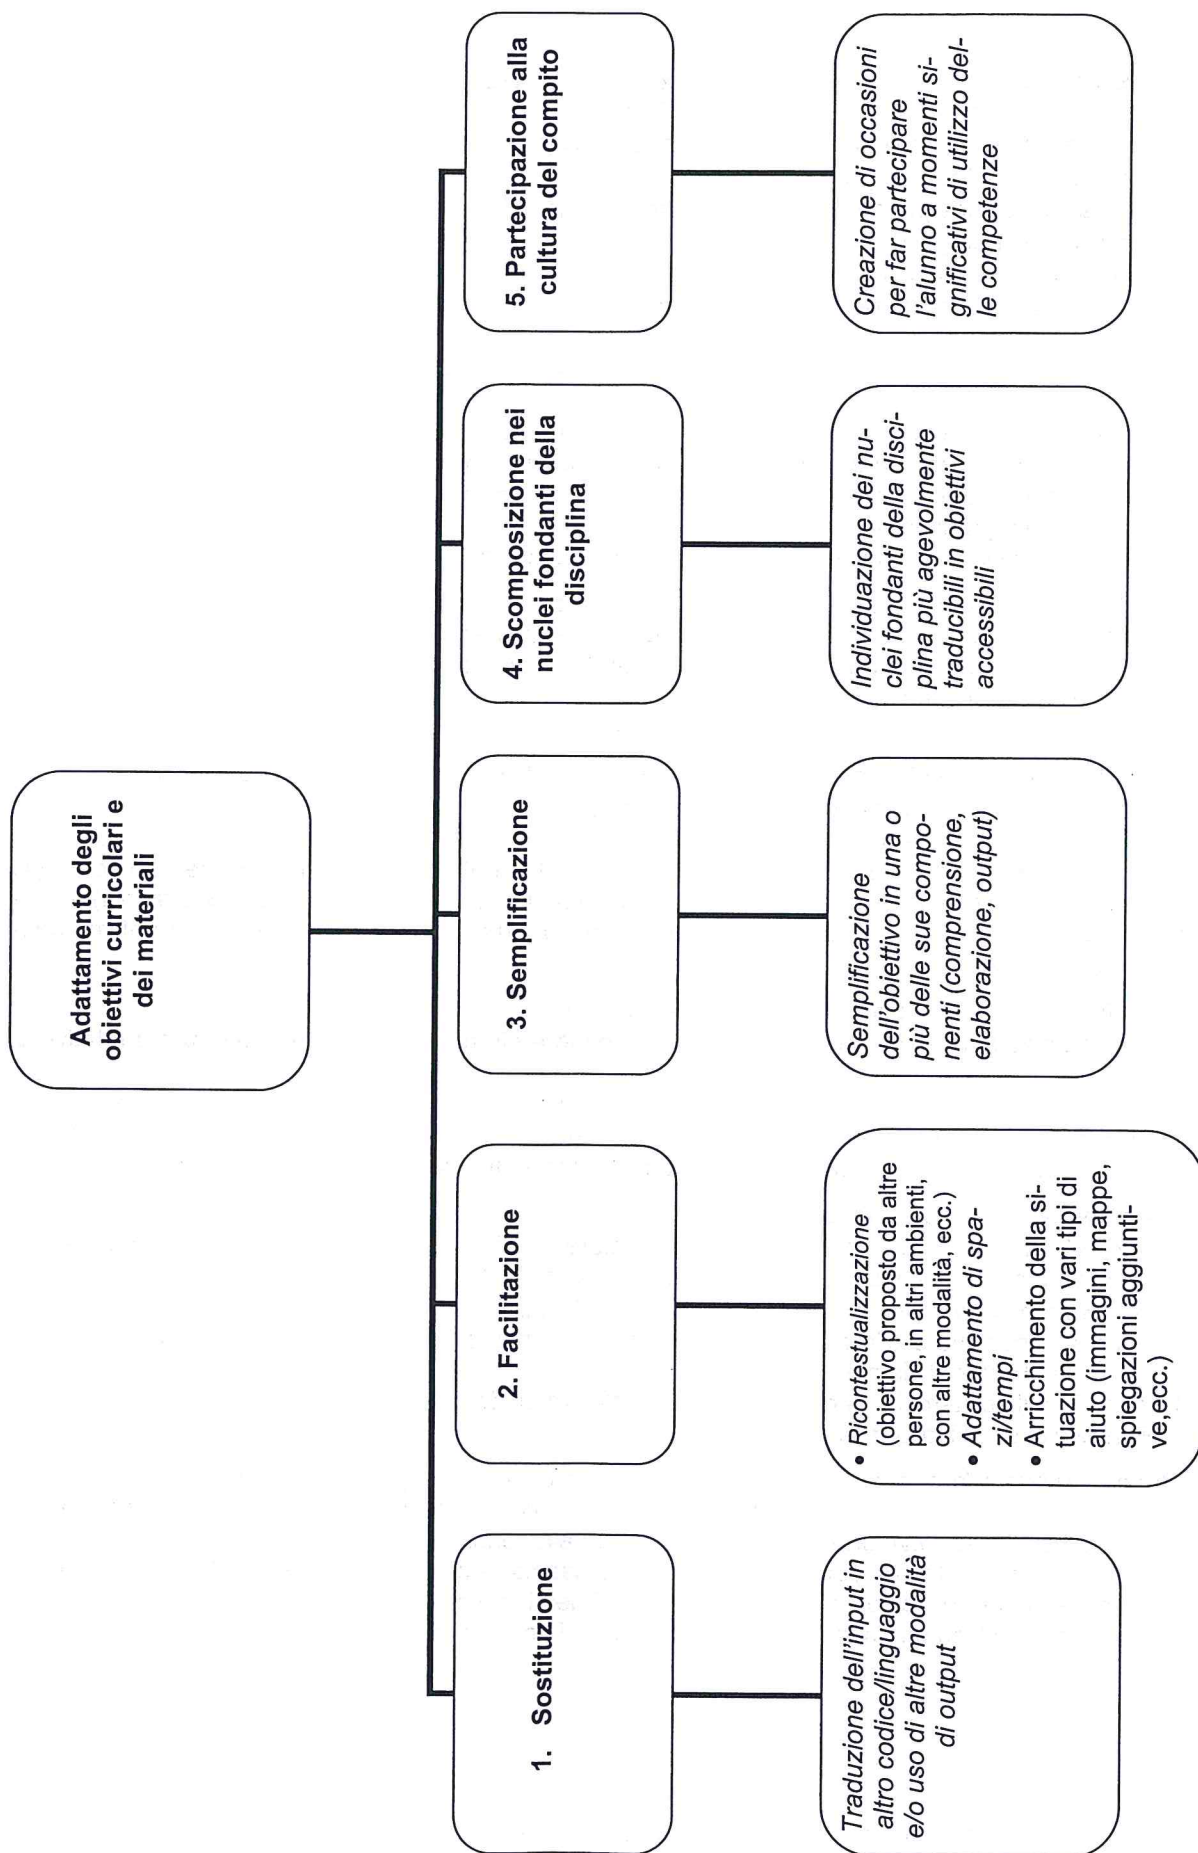 Adattamento degli
obiettivi curricolari e
dei materiali
1. Sostituzione
Traduzione dell'input in
altro codice/linguaggio
e/o uso di altre modalità
di output
2. Facilitazione
• Ricontestualizzazione
(obiettivo proposto da altre
persone, in altri ambienti,
con altre modalità, ecc.)
• Adattamento di spa-
zi/tempi
• Arricchimento della si-
tuazione con vari tipi di
aiuto (immagini, mappe,
spiegazioni aggiunti-
ve,ecc.)
3. Semplificazione
Semplificazione
dell'obiettivo in una o
più delle sue compo-
nenti (comprensione,
elaborazione, output)
4. Scomposizione nei
nuclei fondanti della
disciplina
Individuazione dei nu-
clei fondanti della disci-
plina più agevolmente
traducibili in obiettivi
accessibili
5. Partecipazione alla
cultura del compito
Creazione di occasioni
per far partecipare
l'alunno a momenti si-
gnificativi di utilizzo del-
le competenze